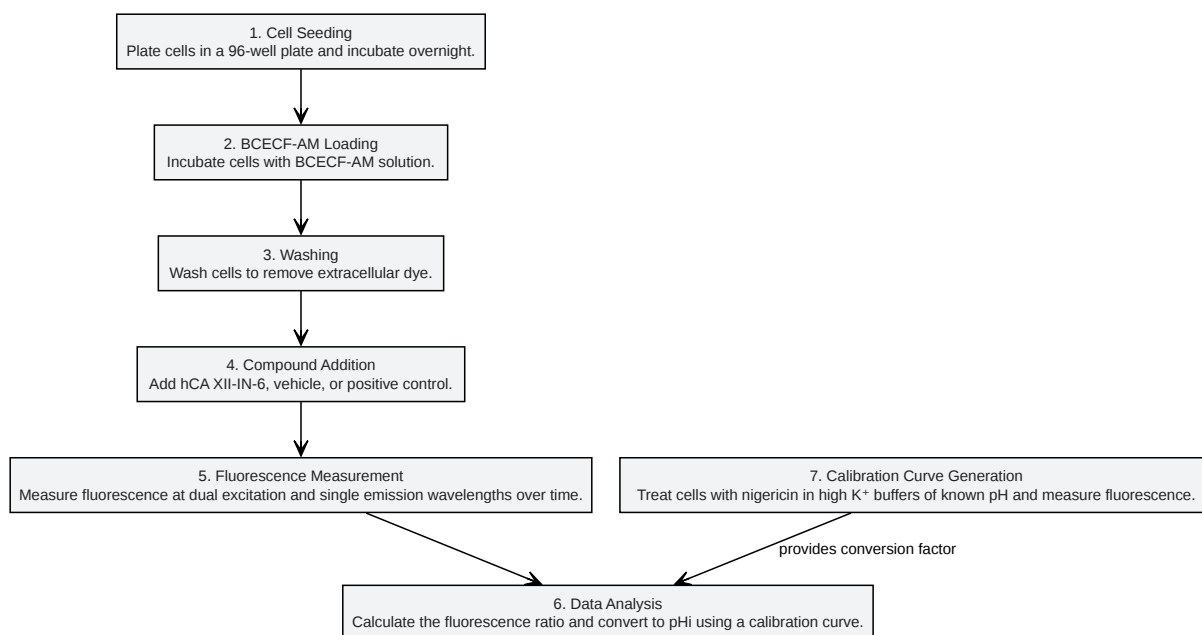 1. Cell Seeding
Plate cells in a 96-well plate and incubate overnight.
2. BCECF-AM Loading
Incubate cells with BCECF-AM solution.
3. Washing
Wash cells to remove extracellular dye.
4. Compound Addition
Add hCA XII-IN-6, vehicle, or positive control.
5. Fluorescence Measurement
Measure fluorescence at dual excitation and single emission wavelengths over time.
7. Calibration Curve Generation
Treat cells with nigericin in high K⁺ buffers of known pH and measure fluorescence.
provides conversion factor
6. Data Analysis
Calculate the fluorescence ratio and convert to pHi using a calibration curve.